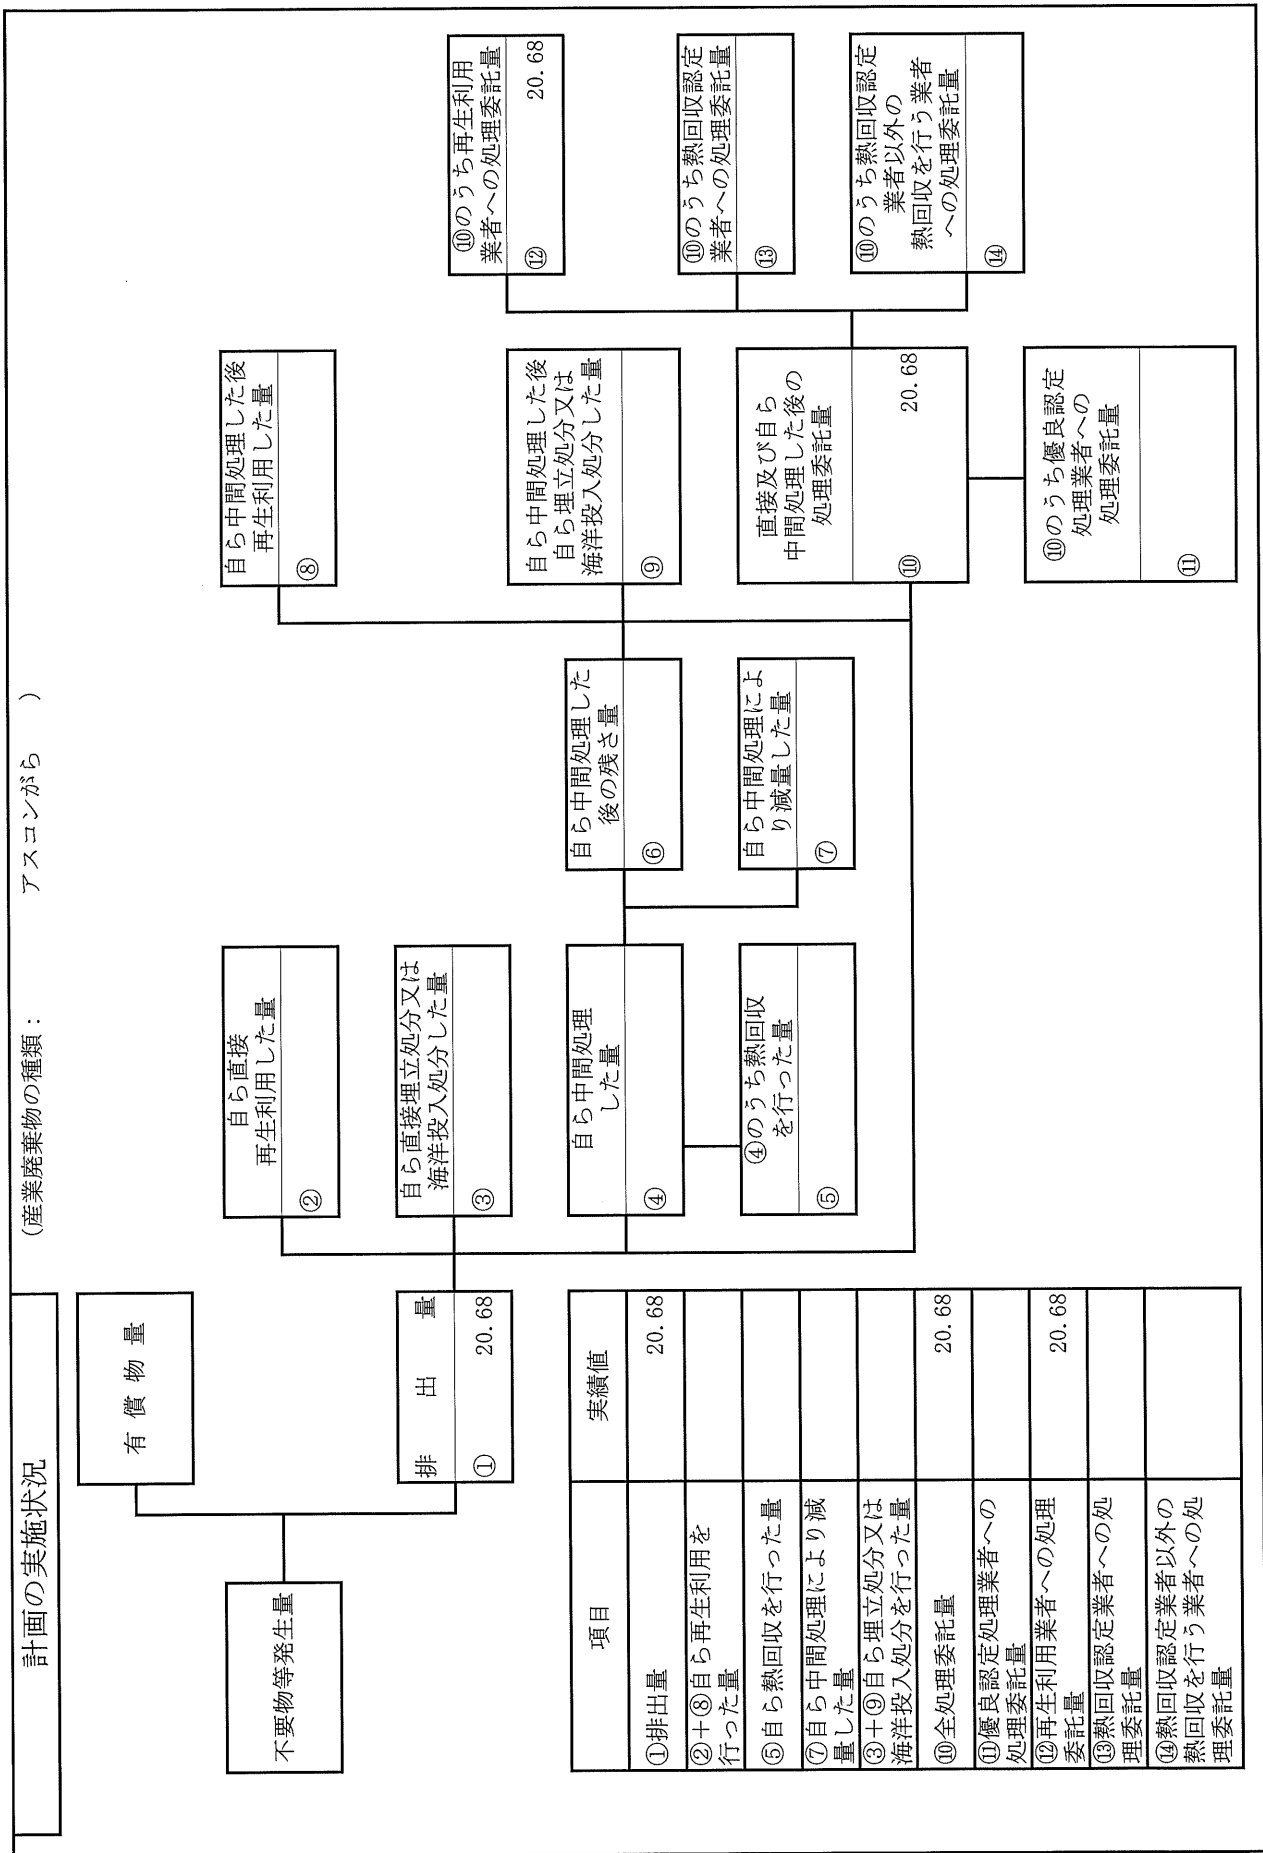 計画の実施状況
(産業廃棄物の種類： アスコンがら )
不要物等発生量
有償物量
排出量
① 20.68
自ら直接
再生利用した量
②
自ら直接埋立処分又は
海洋投入処分した量
③
自ら中間処理
した量
④
④のうち熱回収
を行った量
⑤
自ら中間処理した
後の残さ量
⑥
自ら中間処理によ
り減量した量
⑦
自ら中間処理した後
再生利用した量
⑧
自ら中間処理した後
自ら埋立処分又は
海洋投入処分した量
⑨
直接及び自ら
中間処理した後の
処理委託量
⑩ 20.68
⑩のうち優良認定
処理業者への
処理委託量
⑪
⑩のうち再生利用
業者への処理委託量
⑫ 20.68
⑩のうち熱回収認定
業者への処理委託量
⑬
⑩のうち熱回収認定
業者以外の
熱回収を行う業者
への処理委託量
⑭
項目 実績値
①排出量 20.68
②+⑧自ら再生利用を
行った量
⑤自ら熱回収を行った量
⑦自ら中間処理により減
量した量
③+⑨自ら埋立処分又は
海洋投入処分を行った量
⑩全処理委託量 20.68
⑪優良認定処理業者への
処理委託量
⑫再生利用業者への処理
委託量 20.68
⑬熱回収認定業者への処
理委託量
⑭熱回収認定業者以外の
熱回収を行う業者への処
理委託量